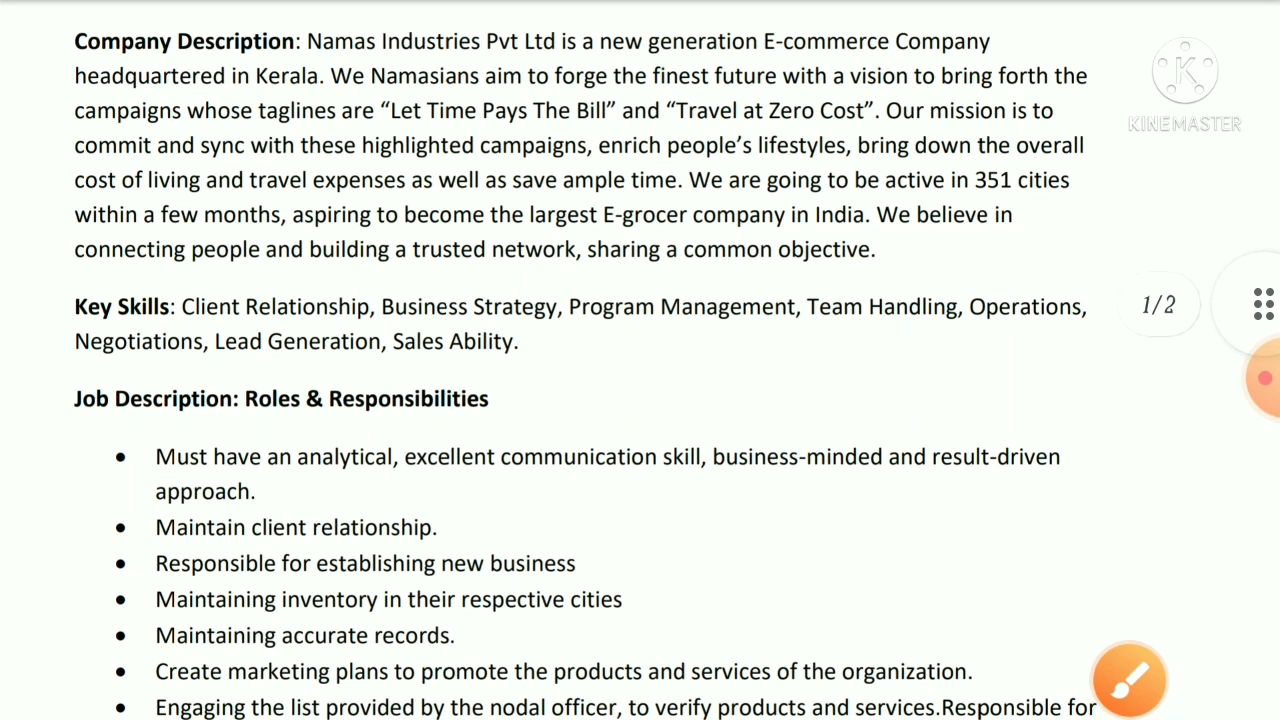 Company Description: Namas Industries Pvt Ltd is a new generation E-commerce Company
headquartered in Kerala. We Namasians aim to forge the finest future with a vision to bring forth the
campaigns whose taglines are “Let Time Pays The Bill” and “Travel at Zero Cost”. Our mission is to
commit and sync with these highlighted campaigns, enrich people’s lifestyles, bring down the overall
cost of living and travel expenses as well as save ample time. We are going to be active in 351 cities
within a few months, aspiring to become the largest E-grocer company in India. We believe in
connecting people and building a trusted network, sharing a common objective.
Key Skills: Client Relationship, Business Strategy, Program Management, Team Handling, Operations,
Negotiations, Lead Generation, Sales Ability.
Job Description: Roles & Responsibilities
• Must have an analytical, excellent communication skill, business-minded and result-driven
approach.
• Maintain client relationship.
• Responsible for establishing new business
• Maintaining inventory in their respective cities
• Maintaining accurate records.
• Create marketing plans to promote the products and services of the organization.
• Engaging the list provided by the nodal officer, to verify products and services.Responsible for
K
KINEMASTER
1/2